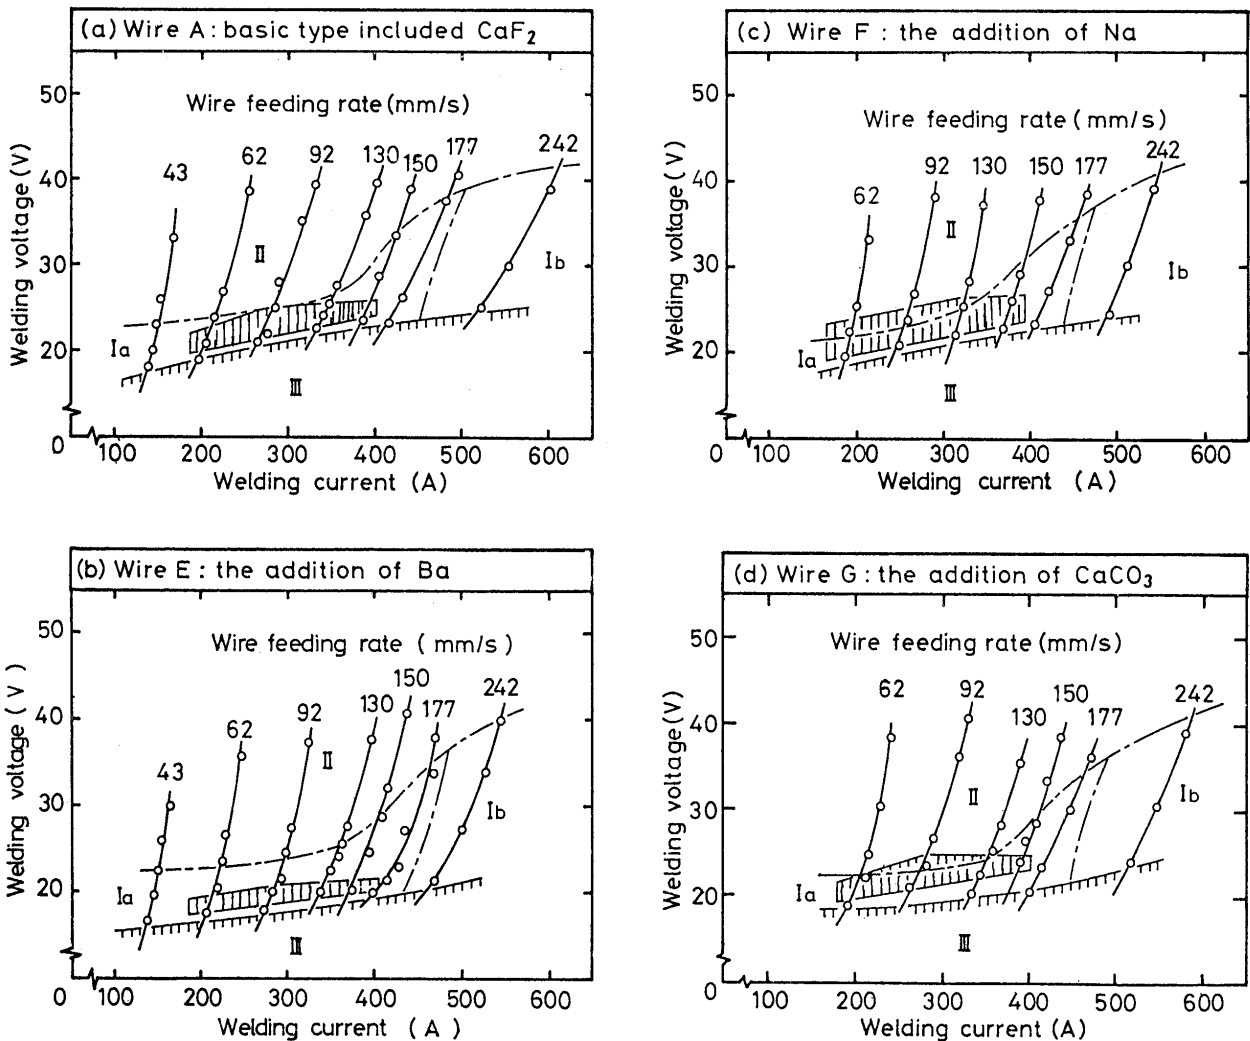 (a) Wire A : basic type included CaF₂
Wire feeding rate (mm/s)
43 62 92 130 150 177 242
50
40
30
20
0
II
Ia
Ib
III
100 200 300 400 500 600
Welding current (A)
Welding voltage (V)
(c) Wire F : the addition of Na
Wire feeding rate (mm/s)
62 92 130 150 177 242
50
40
30
20
0
II
Ia
Ib
III
100 200 300 400 500 600
Welding current (A)
Welding voltage (V)
(b) Wire E : the addition of Ba
Wire feeding rate (mm/s)
43 62 92 130 150 177 242
50
40
30
20
0
II
Ia
Ib
III
100 200 300 400 500 600
Welding current (A)
Welding voltage (V)
(d) Wire G : the addition of CaCO₃
Wire feeding rate (mm/s)
62 92 130 150 177 242
50
40
30
20
0
II
Ia
Ib
III
100 200 300 400 500 600
Welding current (A)
Welding voltage (V)